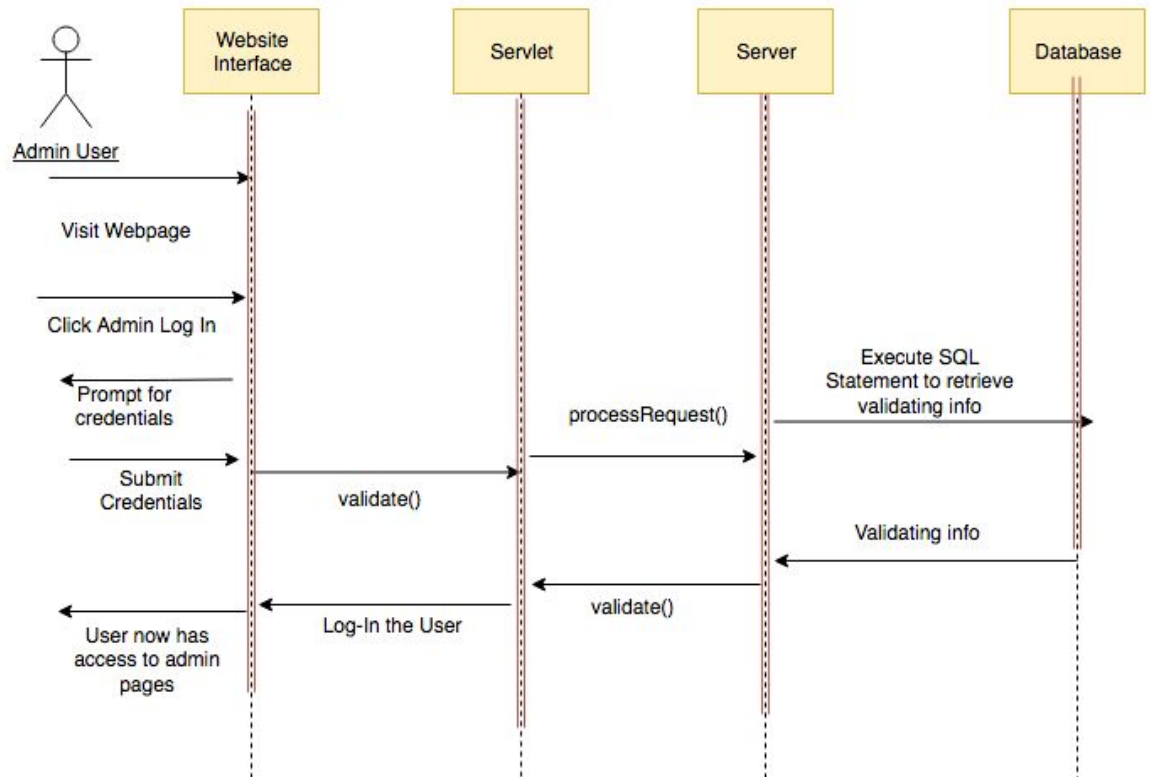 Website
Interface
Servlet
Server
Database
Admin User
Visit Webpage
Click Admin Log In
Prompt for
credentials
Submit
Credentials
validate()
processRequest()
Execute SQL
Statement to retrieve
validating info
Validating info
validate()
Log-In the User
User now has
access to admin
pages